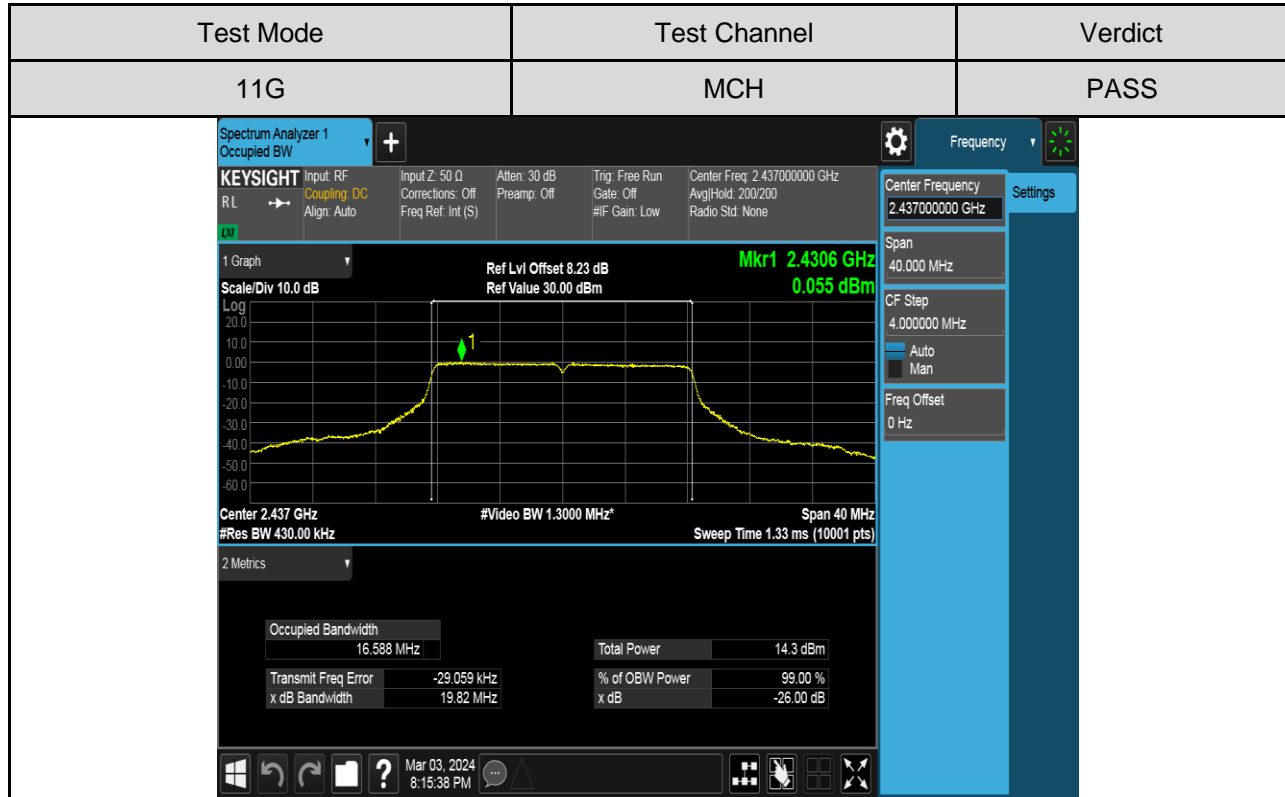 Test Mode Test Channel Verdict
11G MCH PASS
Spectrum Analyzer 1
Occupied BW
+
Frequency
KEYSIGHT
RL
LXI
Input: RF
Coupling: DC
Align: Auto
Input Z: 50 Ω
Corrections: Off
Freq Ref: Int (S)
Atten: 30 dB
Preamp: Off
Trig: Free Run
Gate: Off
#IF Gain: Low
Center Freq: 2.437000000 GHz
Avg|Hold: 200/200
Radio Std: None
Center Frequency
2.437000000 GHz
Settings
Span
40.000 MHz
CF Step
4.000000 MHz
Auto
Man
Freq Offset
0 Hz
1 Graph
Scale/Div 10.0 dB
Ref Lvl Offset 8.23 dB
Ref Value 30.00 dBm
Mkr1 2.4306 GHz
0.055 dBm
Log
20.0
10.0
0.00
-10.0
-20.0
-30.0
-40.0
-50.0
-60.0
1
Center 2.437 GHz
#Res BW 430.00 kHz
#Video BW 1.3000 MHz*
Span 40 MHz
Sweep Time 1.33 ms (10001 pts)
2 Metrics
Occupied Bandwidth
16.588 MHz
Total Power 14.3 dBm
Transmit Freq Error -29.059 kHz
% of OBW Power 99.00 %
x dB Bandwidth 19.82 MHz
x dB -26.00 dB
?
Mar 03, 2024
8:15:38 PM